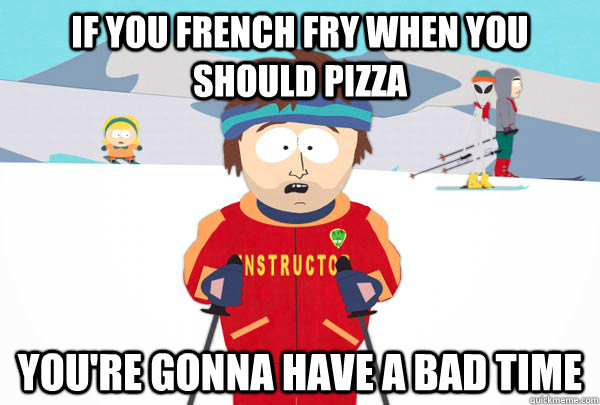 IF YOU FRENCH FRY WHEN YOU
SHOULD PIZZA
INSTRUCTO
YOU'RE GONNA HAVE A BAD TIME
quickmeme.com